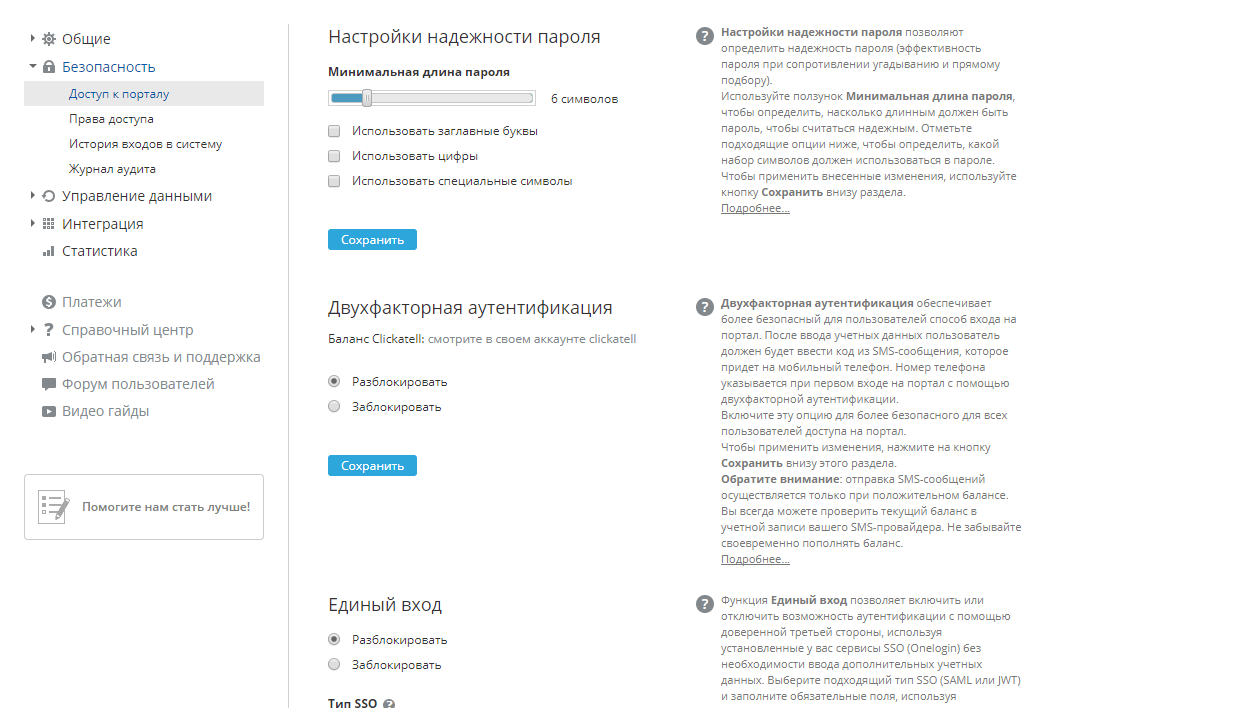 Общие
Безопасность
Доступ к порталу
Права доступа
История входов в систему
Журнал аудита
Управление данными
Интеграция
Статистика
Платежи
Справочный центр
Обратная связь и поддержка
Форум пользователей
Видео гайды
Помогите нам стать лучше!
Настройки надежности пароля
Минимальная длина пароля
6 символов
Использовать заглавные буквы
Использовать цифры
Использовать специальные символы
Сохранить
Настройки надежности пароля позволяют
определить надежность пароля (эффективность
пароля при сопротивлении угадыванию и прямому
подбору).
Используйте ползунок Минимальная длина пароля,
чтобы определить, насколько длинным должен быть
пароль, чтобы считаться надежным. Отметьте
подходящие опции ниже, чтобы определить, какой
набор символов должен использоваться в пароле.
Чтобы применить внесенные изменения, используйте
кнопку Сохранить внизу раздела.
Подробнее...
Двухфакторная аутентификация
Баланс Clickatell: смотрите в своем аккаунте clickatell
Разблокировать
Заблокировать
Сохранить
Двухфакторная аутентификация обеспечивает
более безопасный для пользователей способ входа на
портал. После ввода учетных данных пользователь
должен будет ввести код из SMS-сообщения, которое
придет на мобильный телефон. Номер телефона
указывается при первом входе на портал с помощью
двухфакторной аутентификации.
Включите эту опцию для более безопасного для всех
пользователей доступа на портал.
Чтобы применить изменения, нажмите на кнопку
Сохранить внизу этого раздела.
Обратите внимание: отправка SMS-сообщений
осуществляется только при положительном балансе.
Вы всегда можете проверить текущий баланс в
учетной записи вашего SMS-провайдера. Не забывайте
своевременно пополнять баланс.
Подробнее...
Единый вход
Разблокировать
Заблокировать
Тип SSO ?
Функция Единый вход позволяет включить или
отключить возможность аутентификации с помощью
доверенной третьей стороны, используя
установленные у вас сервисы SSO (Onelogin) без
необходимости ввода дополнительных учетных
данных. Выберите подходящий тип SSO (SAML или JWT)
и заполните обязательные поля, используя